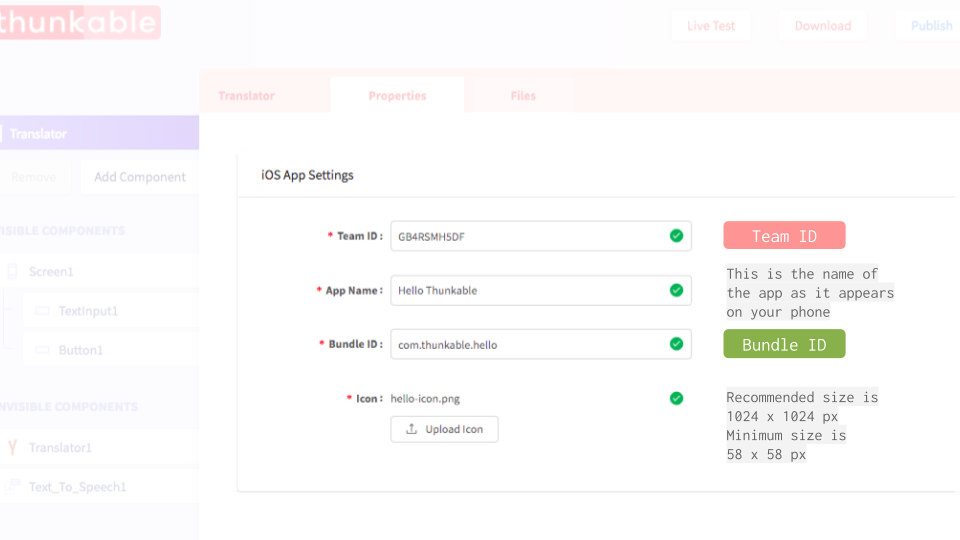 thunkable
Live Test
Download
Publish
Translator
Properties
Files
Translator
Remove
Add Component
VISIBLE COMPONENTS
Screen1
TextInput1
Button1
INVISIBLE COMPONENTS
Translator1
Text_To_Speech1
iOS App Settings
* Team ID : GB4RSMH5DF
Team ID
* App Name : Hello Thunkable
This is the name of
the app as it appears
on your phone
* Bundle ID : com.thunkable.hello
Bundle ID
* Icon : hello-icon.png
Upload Icon
Recommended size is
1024 x 1024 px
Minimum size is
58 x 58 px